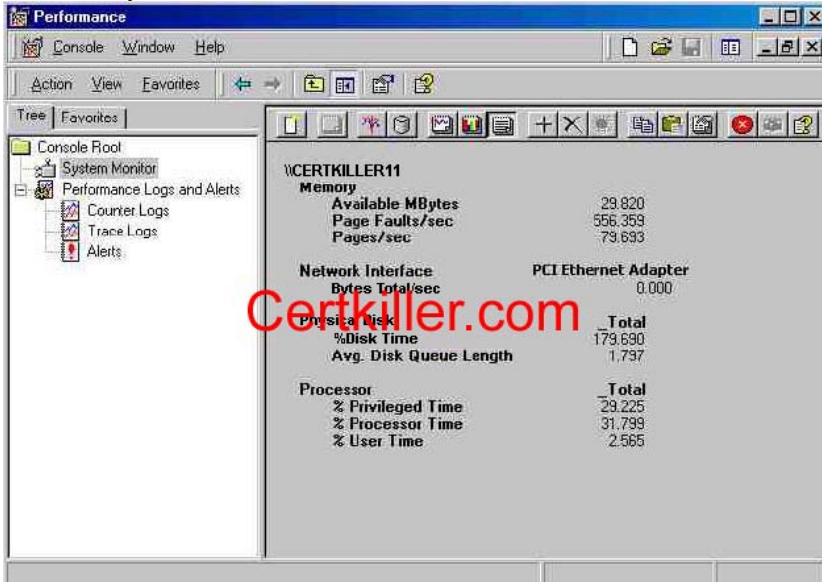 Performance
Console Window Help
Action View Favorites
Tree Favorites
Console Root
System Monitor
Performance Logs and Alerts
Counter Logs
Trace Logs
Alerts
\\CERTKILLER11
Memory
Available MBytes 29.820
Page Faults/sec 556.359
Pages/sec 79.693
Network Interface PCI Ethernet Adapter
Bytes Total/sec 0.000
Physical Disk _Total
%Disk Time 179.690
Avg. Disk Queue Length 1.797
Processor _Total
% Privileged Time 29.225
% Processor Time 31.799
% User Time 2.565
Certkiller.com